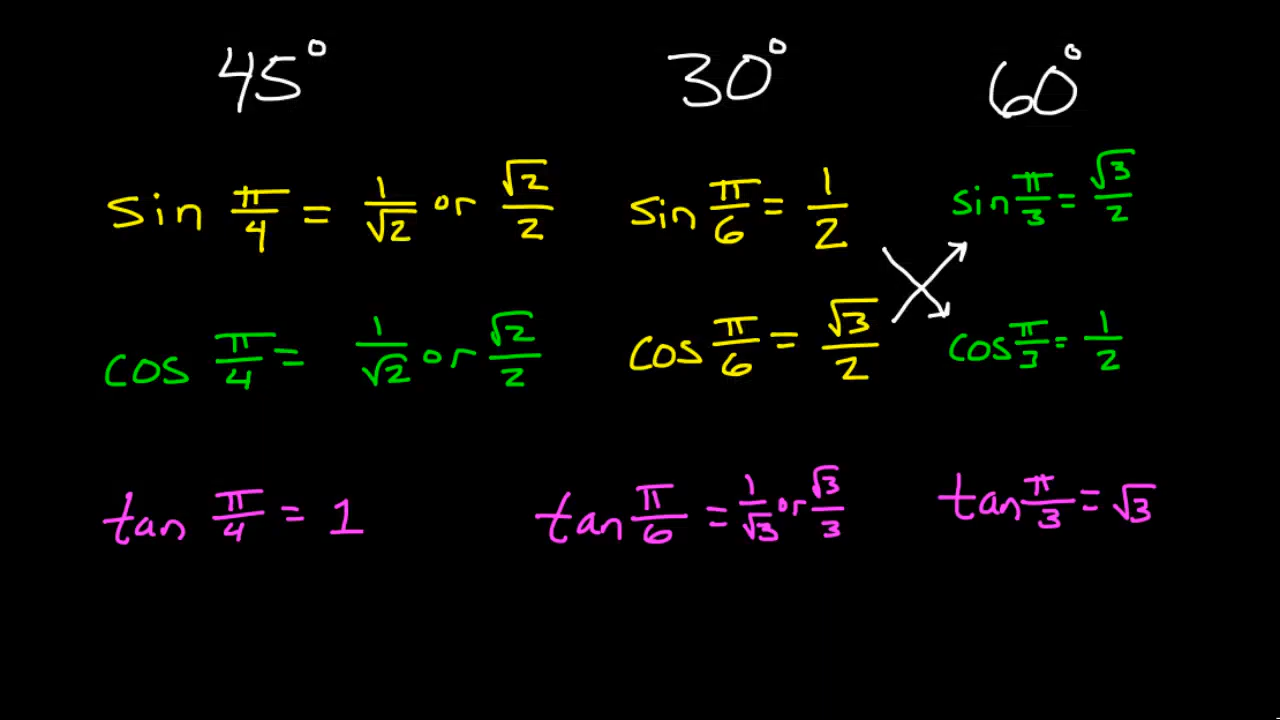 45° 30° 60°
sin π/4 = 1/√2 or √2/2 sin π/6 = 1/2 sin π/3 = √3/2
cos π/4 = 1/√2 or √2/2 cos π/6 = √3/2 cos π/3 = 1/2
tan π/4 = 1 tan π/6 = 1/√3 or √3/3 tan π/3 = √3